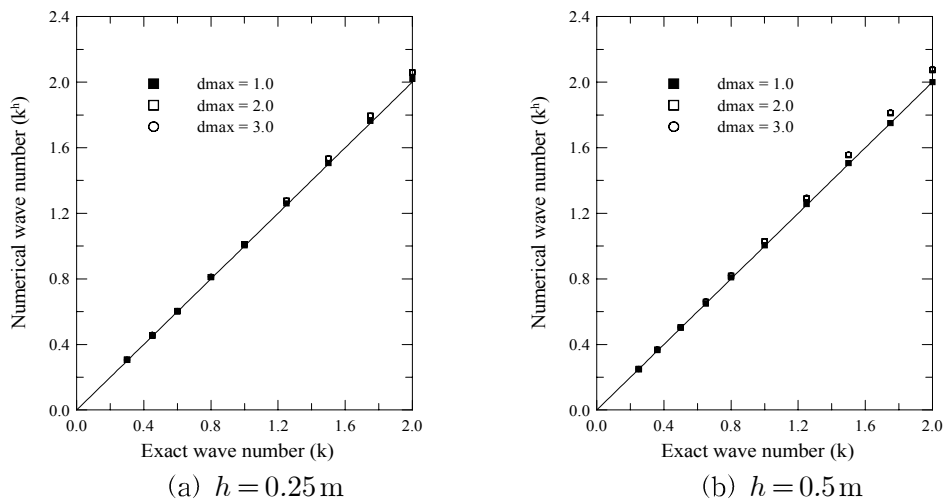 2.4
2.0
1.6
1.2
0.8
0.4
0.0
Numerical wave number (kʰ)
dmax = 1.0
dmax = 2.0
dmax = 3.0
0.0 0.4 0.8 1.2 1.6 2.0
Exact wave number (k)
(a) h = 0.25 m
2.4
2.0
1.6
1.2
0.8
0.4
0.0
Numerical wave number (kʰ)
dmax = 1.0
dmax = 2.0
dmax = 3.0
0.0 0.4 0.8 1.2 1.6 2.0
Exact wave number (k)
(b) h = 0.5 m